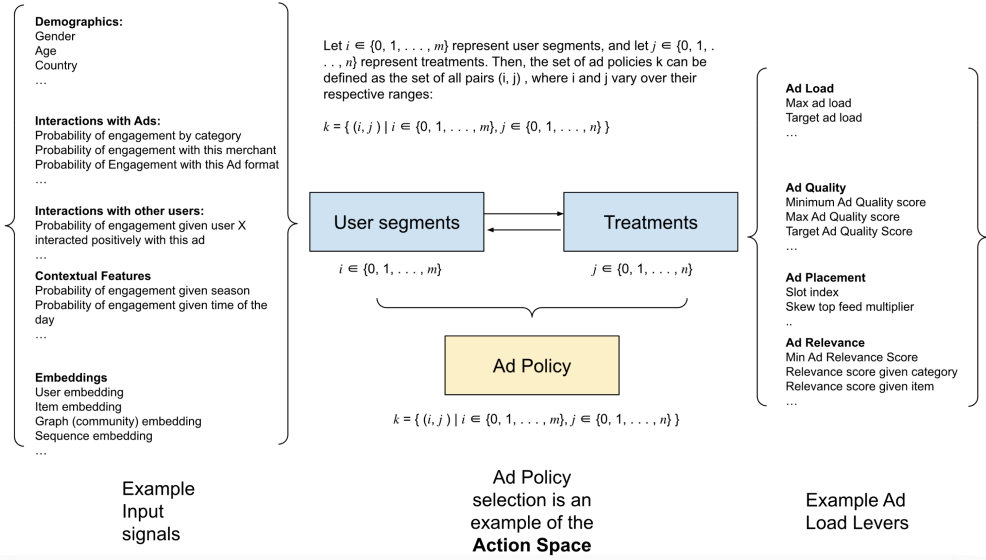 Demographics:
Gender
Age
Country
…
Interactions with Ads:
Probability of engagement by category
Probability of engagement with this merchant
Probability of Engagement with this Ad format
…
Interactions with other users:
Probability of engagement given user X
interacted positively with this ad
…
Contextual Features
Probability of engagement given season
Probability of engagement given time of the
day
…
Embeddings
User embedding
Item embedding
Graph (community) embedding
Sequence embedding
…
Example
Input
signals
Let i ∈ {0, 1, . . . , m} represent user segments, and let j ∈ {0, 1, .
. . , n} represent treatments. Then, the set of ad policies k can be
defined as the set of all pairs (i, j) , where i and j vary over their
respective ranges:
k = { (i, j ) | i ∈ {0, 1, . . . , m}, j ∈ {0, 1, . . . , n} }
User segments
Treatments
i ∈ {0, 1, . . . , m}
j ∈ {0, 1, . . . , n}
Ad Policy
k = { (i, j ) | i ∈ {0, 1, . . . , m}, j ∈ {0, 1, . . . , n} }
Ad Policy
selection is an
example of the
Action Space
Ad Load
Max ad load
Target ad load
…
Ad Quality
Minimum Ad Quality score
Max Ad Quality score
Target Ad Quality Score
…
Ad Placement
Slot index
Skew top feed multiplier
..
Ad Relevance
Min Ad Relevance Score
Relevance score given category
Relevance score given item
…
Example Ad
Load Levers